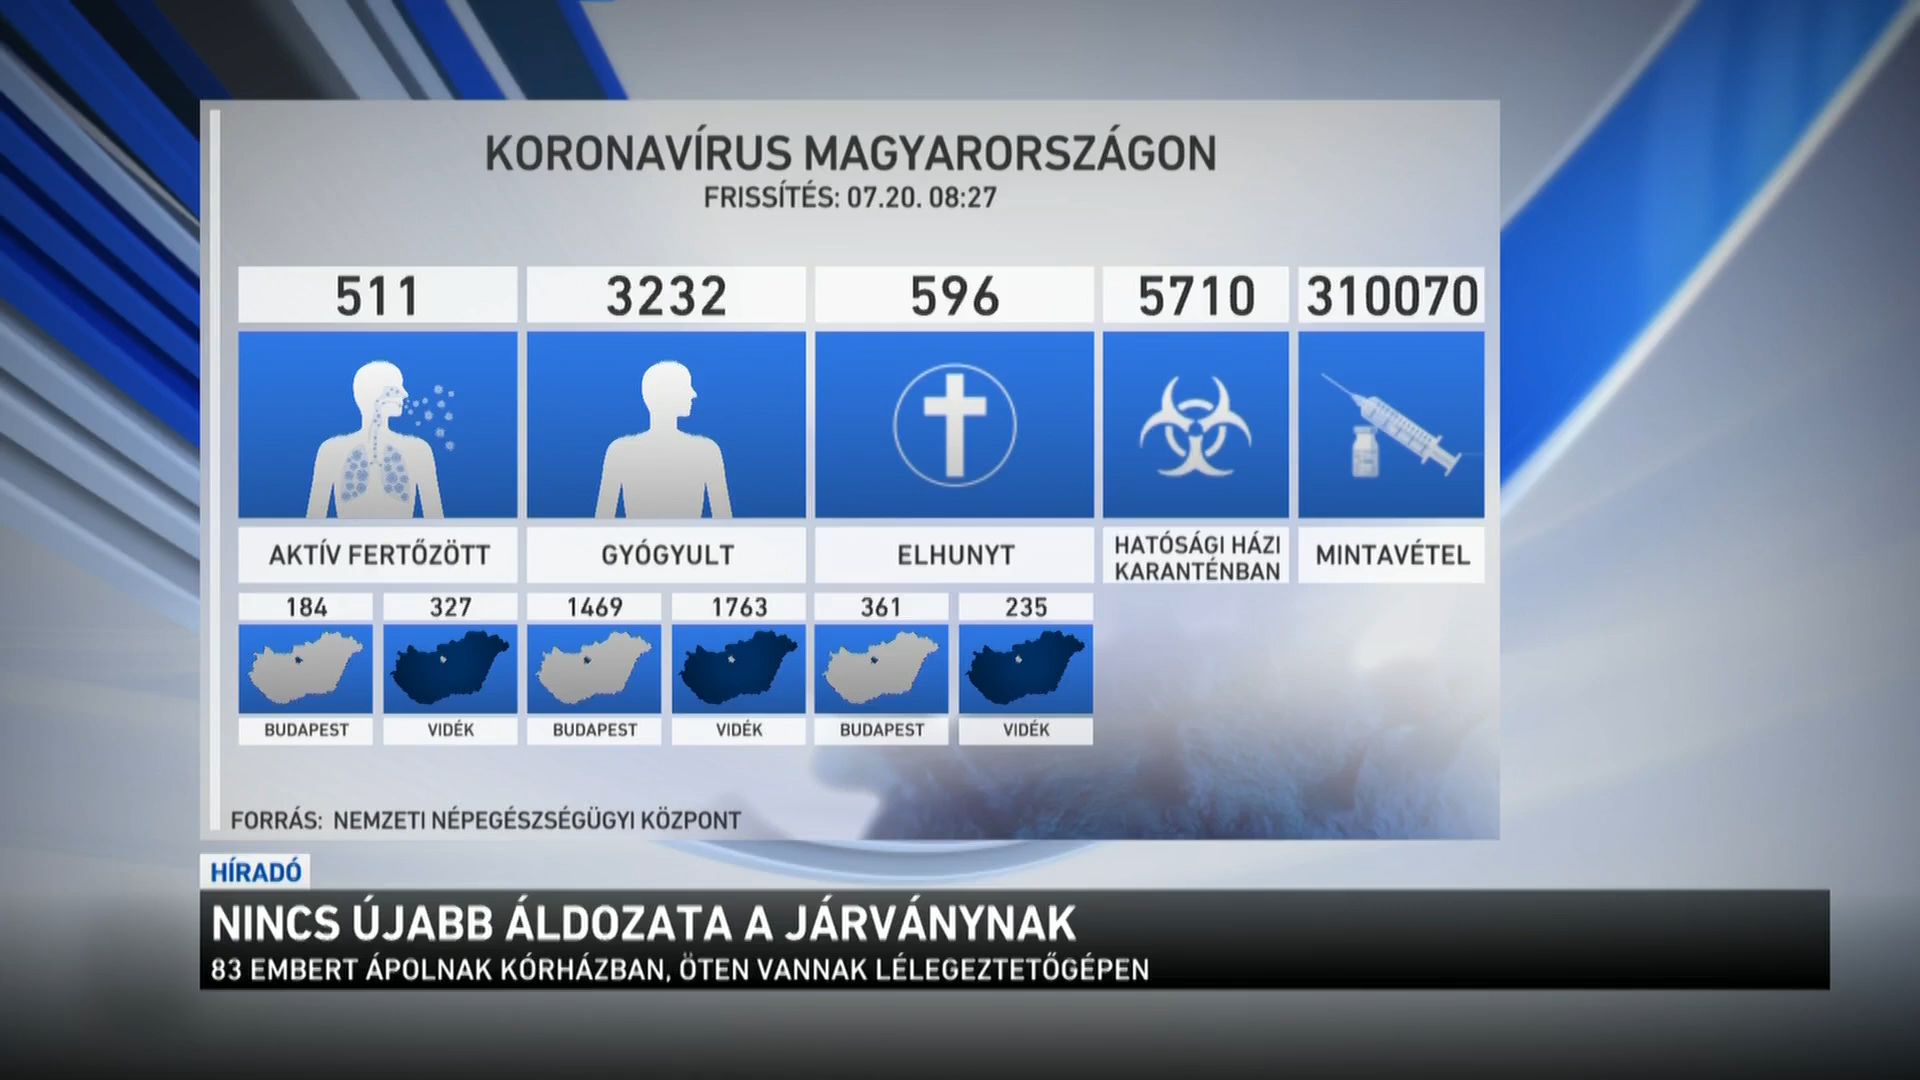 KORONAVÍRUS MAGYARORSZÁGON
FRISSÍTÉS: 07.20. 08:27
511 3232 596 5710 310070
AKTÍV FERTŐZÖTT GYÓGYULT ELHUNYT HATÓSÁGI HÁZI KARANTÉNBAN MINTAVÉTEL
184 327 1469 1763 361 235
BUDAPEST VIDÉK BUDAPEST VIDÉK BUDAPEST VIDÉK
FORRÁS: NEMZETI NÉPEGÉSZSÉGÜGYI KÖZPONT
HÍRADÓ
NINCS ÚJABB ÁLDOZATA A JÁRVÁNYNAK
83 EMBERT ÁPOLNAK KÓRHÁZBAN, ÖTEN VANNAK LÉLEGEZTETŐGÉPEN